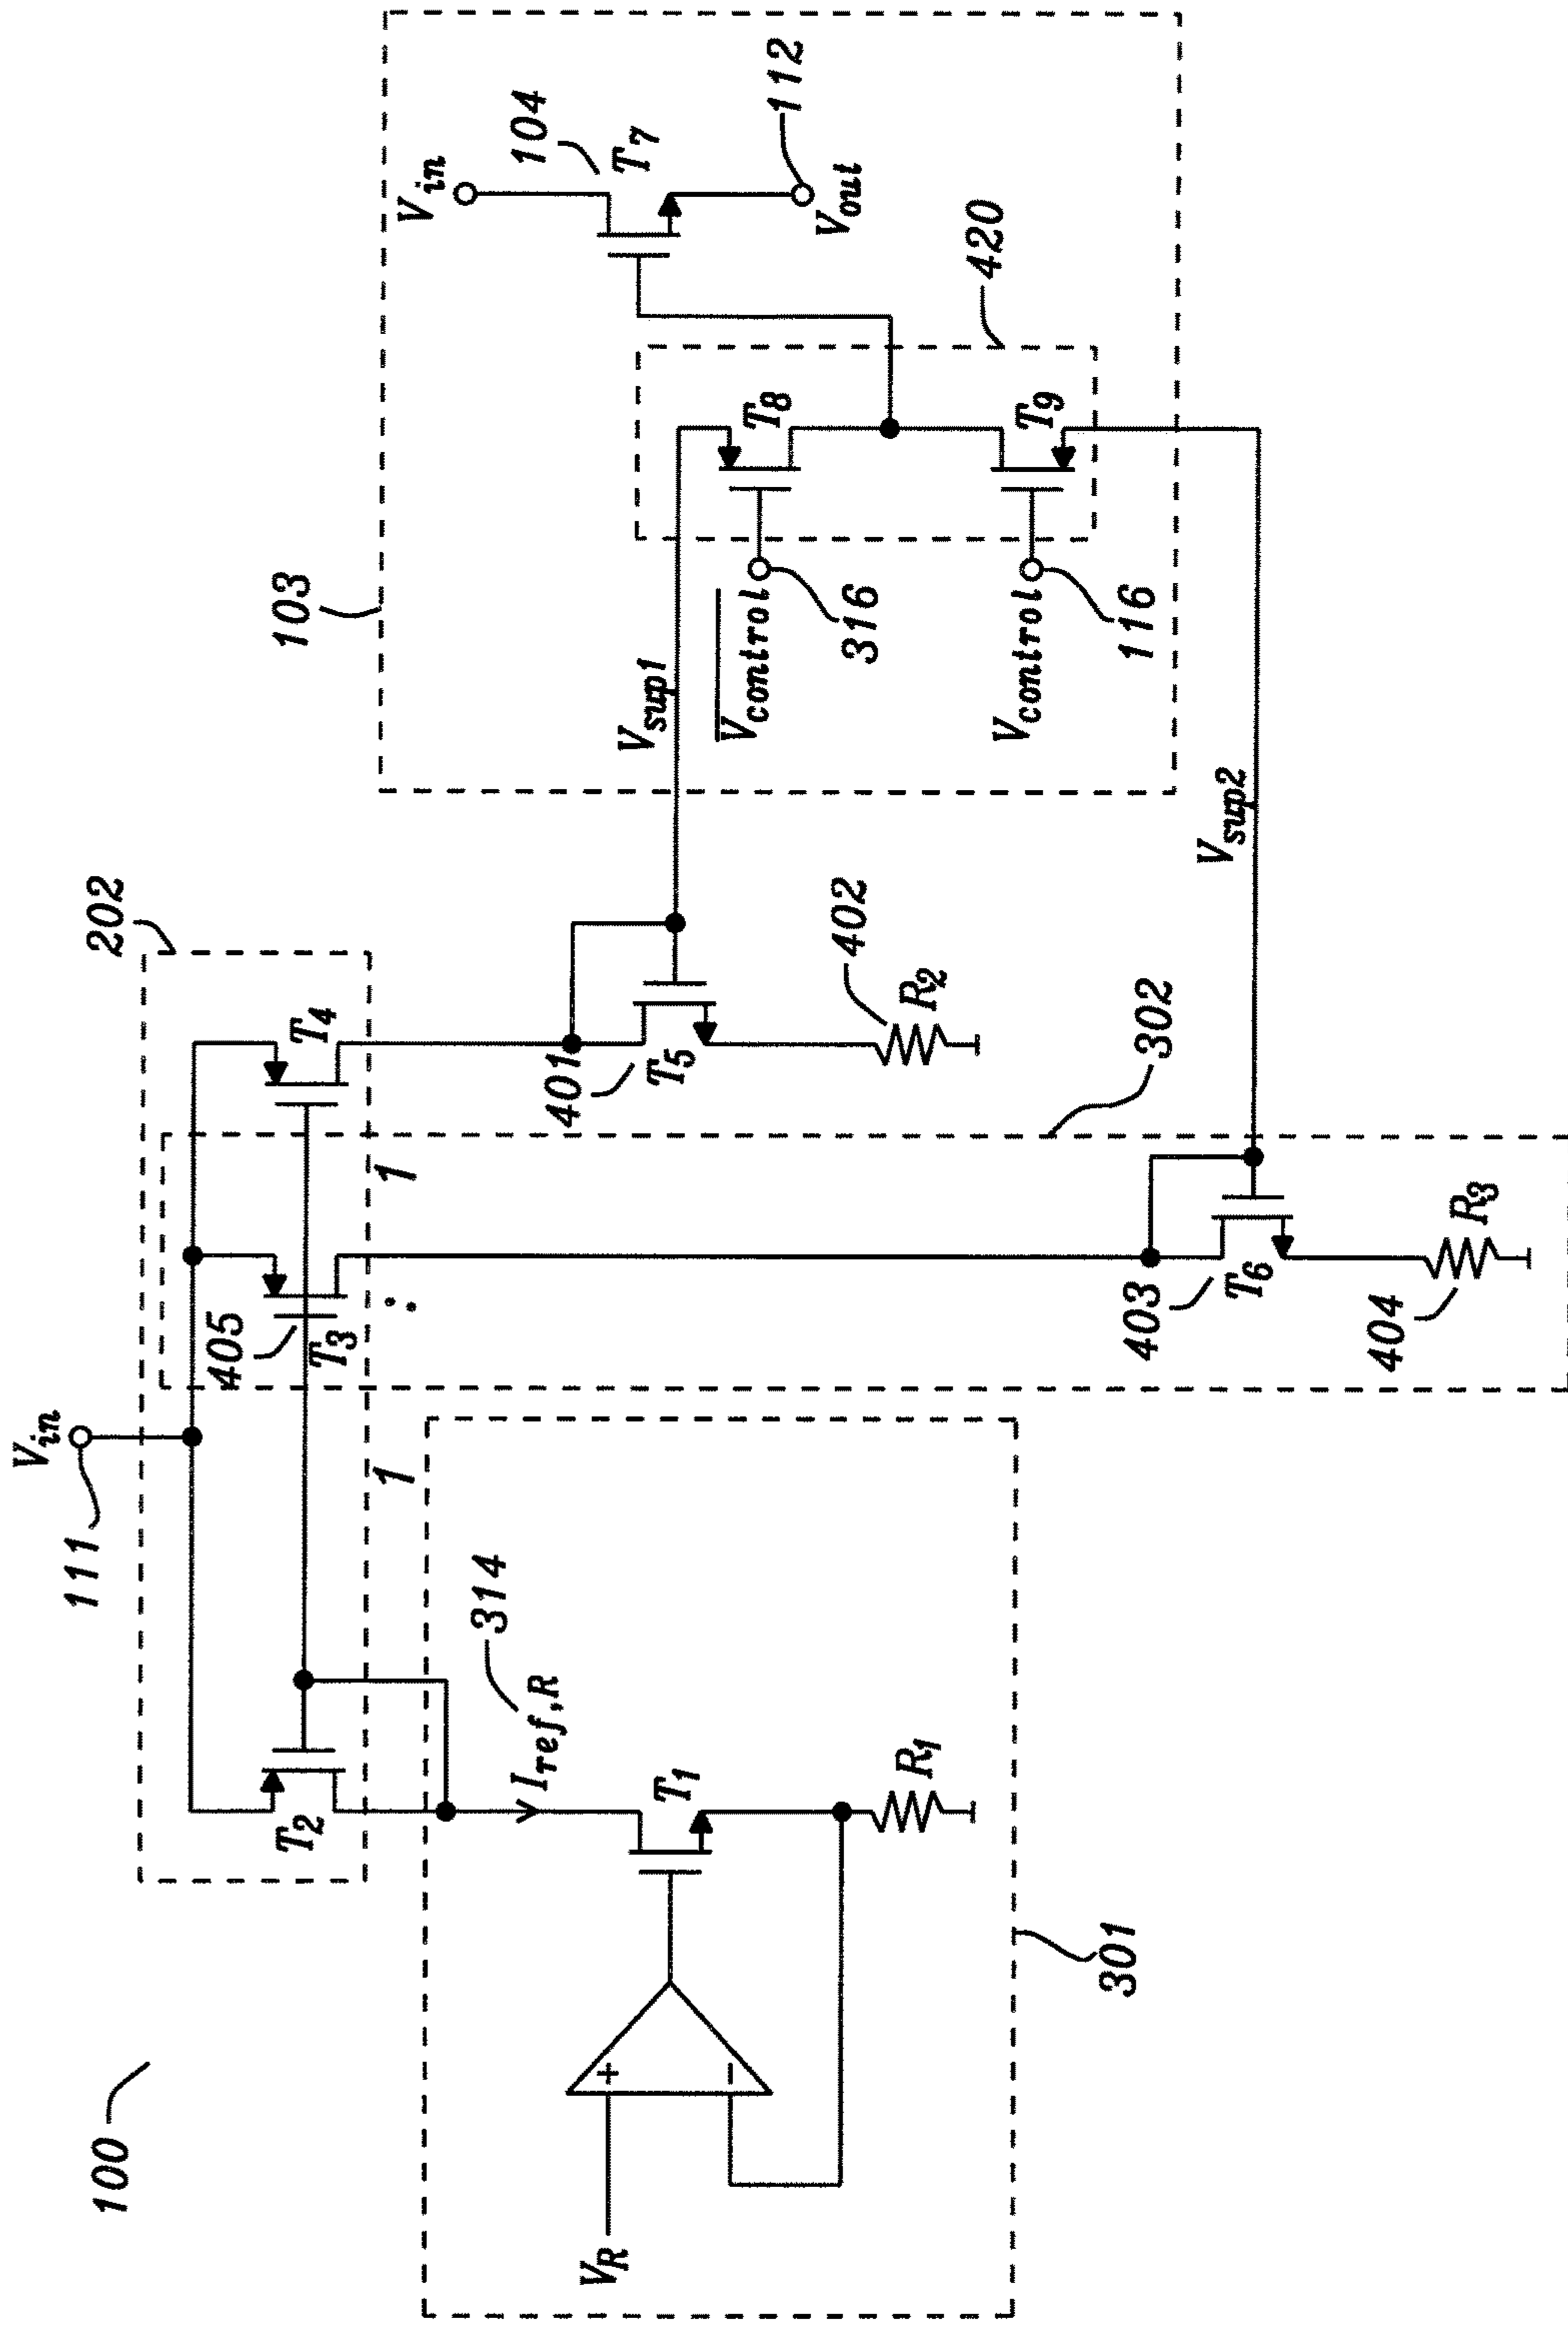 100
111
V_in
202
T_2
T_3
405
T_4
1
:
1
314
I_ref,R
V_R
+
−
T_1
R_1
301
401
T_5
402
R_2
302
403
T_6
404
R_3
V_sup1
V_sup2
103
V_in
104
T_7
112
V_out
420
T_8
T_9
V̅_c̅o̅n̅t̅r̅o̅l̅
316
V_control
116